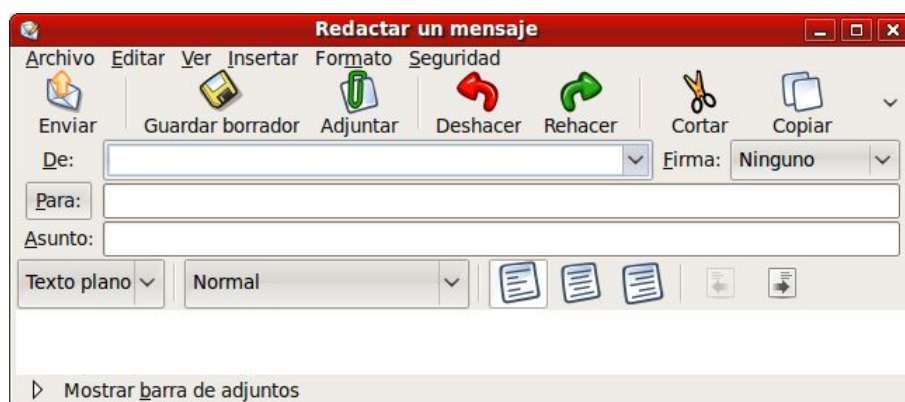 Redactar un mensaje
Archivo Editar Ver Insertar Formato Seguridad
Enviar Guardar borrador Adjuntar Deshacer Rehacer Cortar Copiar
De: Firma: Ninguno
Para:
Asunto:
Texto plano Normal
Mostrar barra de adjuntos